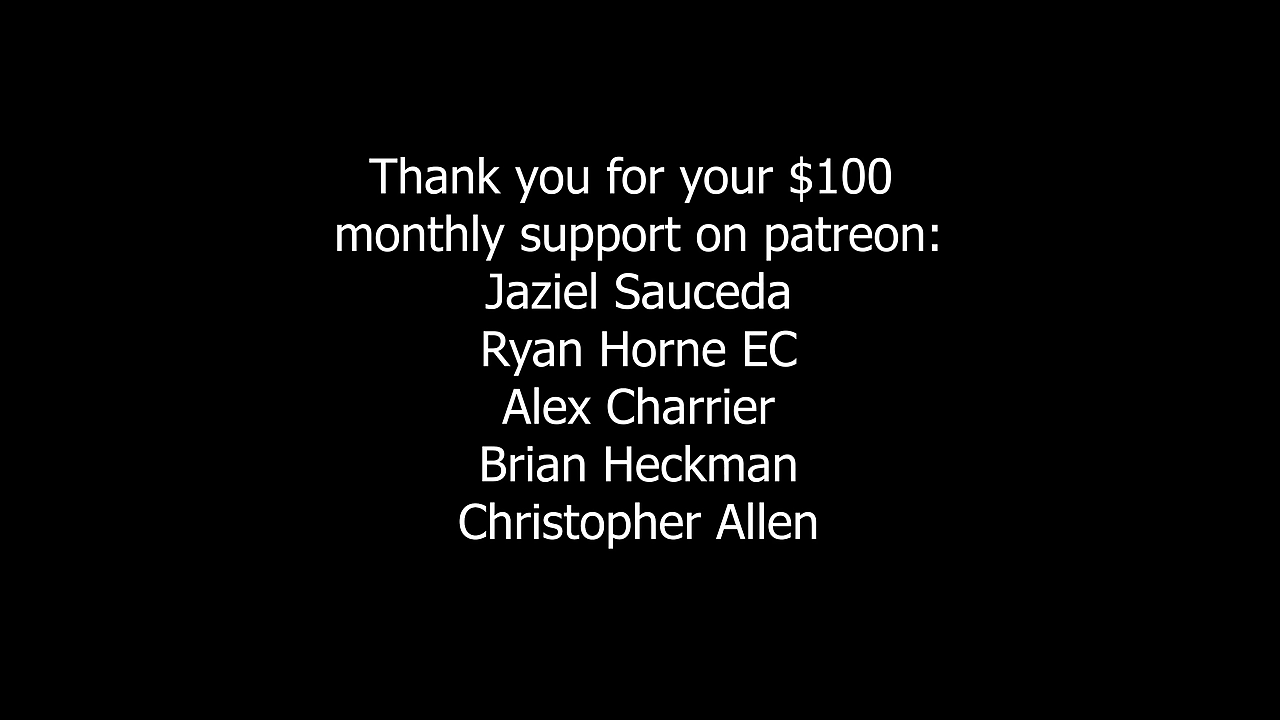 Thank you for your $100
monthly support on patreon:
Jaziel Sauceda
Ryan Horne EC
Alex Charrier
Brian Heckman
Christopher Allen